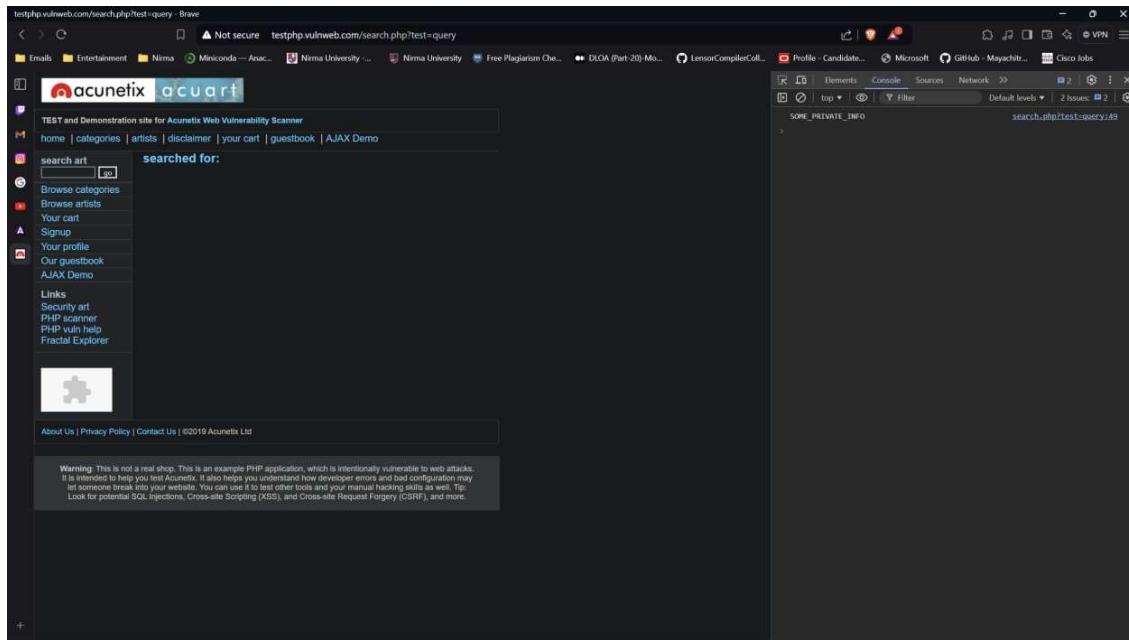 testphp.vulnweb.com/search.php?test=query - Brave
Not secure testphp.vulnweb.com/search.php?test=query
VPN
Emails Entertainment Nirma Miniconda — Anac... Nirma University -... Nirma University Free Plagiarism Che... DLOA (Part-20)-Mo... LensorCompilerColl... Profile - Candidate... Microsoft GitHub - Mayachitr... Cisco Jobs
acunetix acuart
TEST and Demonstration site for Acunetix Web Vulnerability Scanner
home | categories | artists | disclaimer | your cart | guestbook | AJAX Demo
search art
go
Browse categories
Browse artists
Your cart
Signup
Your profile
Our guestbook
AJAX Demo
Links
Security art
PHP scanner
PHP vuln help
Fractal Explorer
searched for:
About Us | Privacy Policy | Contact Us | ©2019 Acunetix Ltd
Warning: This is not a real shop. This is an example PHP application, which is intentionally vulnerable to web attacks.
It is intended to help you test Acunetix. It also helps you understand how developer errors and bad configuration may
let someone break into your website. You can use it to test other tools and your manual hacking skills as well. Tip:
Look for potential SQL Injections, Cross-site Scripting (XSS), and Cross-site Request Forgery (CSRF), and more.
Elements Console Sources Network 2
top Filter Default levels 2 Issues: 2
SOME_PRIVATE_INFO search.php?test=query:49